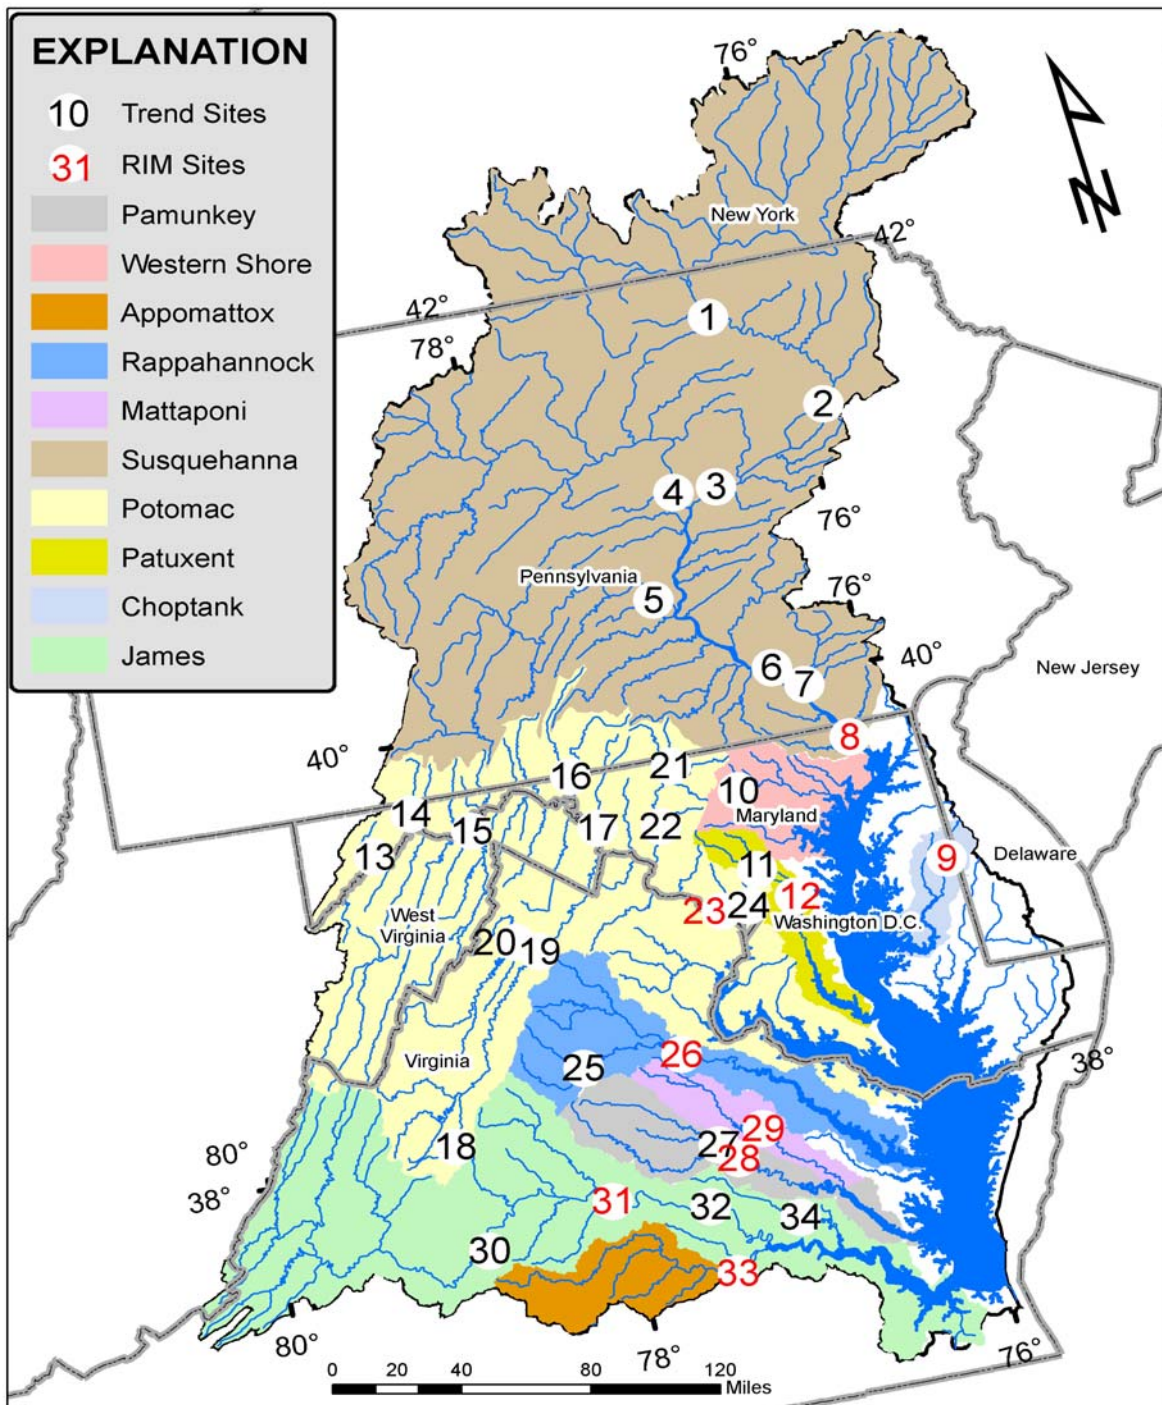 EXPLANATION
10 Trend Sites
31 RIM Sites
Pamunkey
Western Shore
Appomattox
Rappahannock
Mattaponi
Susquehanna
Potomac
Patuxent
Choptank
James
76°
N
New York
42°
42°
1
78°
2
3
4
76°
Pennsylvania
5
76°
6
7
40°
New Jersey
8
40°
16
21
10
Maryland
14
15
17
22
13
11
9
Delaware
12
23
24
Washington D.C.
West
Virginia
20
19
26
38°
Virginia
25
29
27
28
18
80°
38°
31
32
34
30
33
80°
78°
76°
0 20 40 80 120
Miles